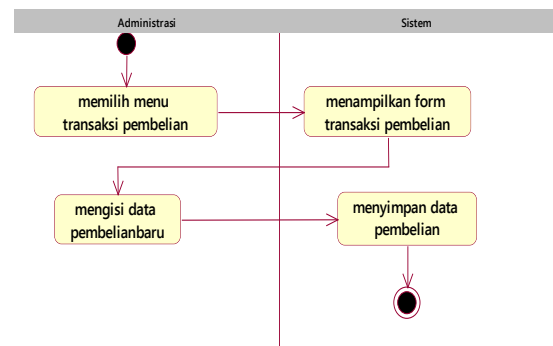 Administrasi
Sistem
memilih menu
transaksi pembelian
menampilkan form
transaksi pembelian
mengisi data
pembelianbaru
menyimpan data
pembelian